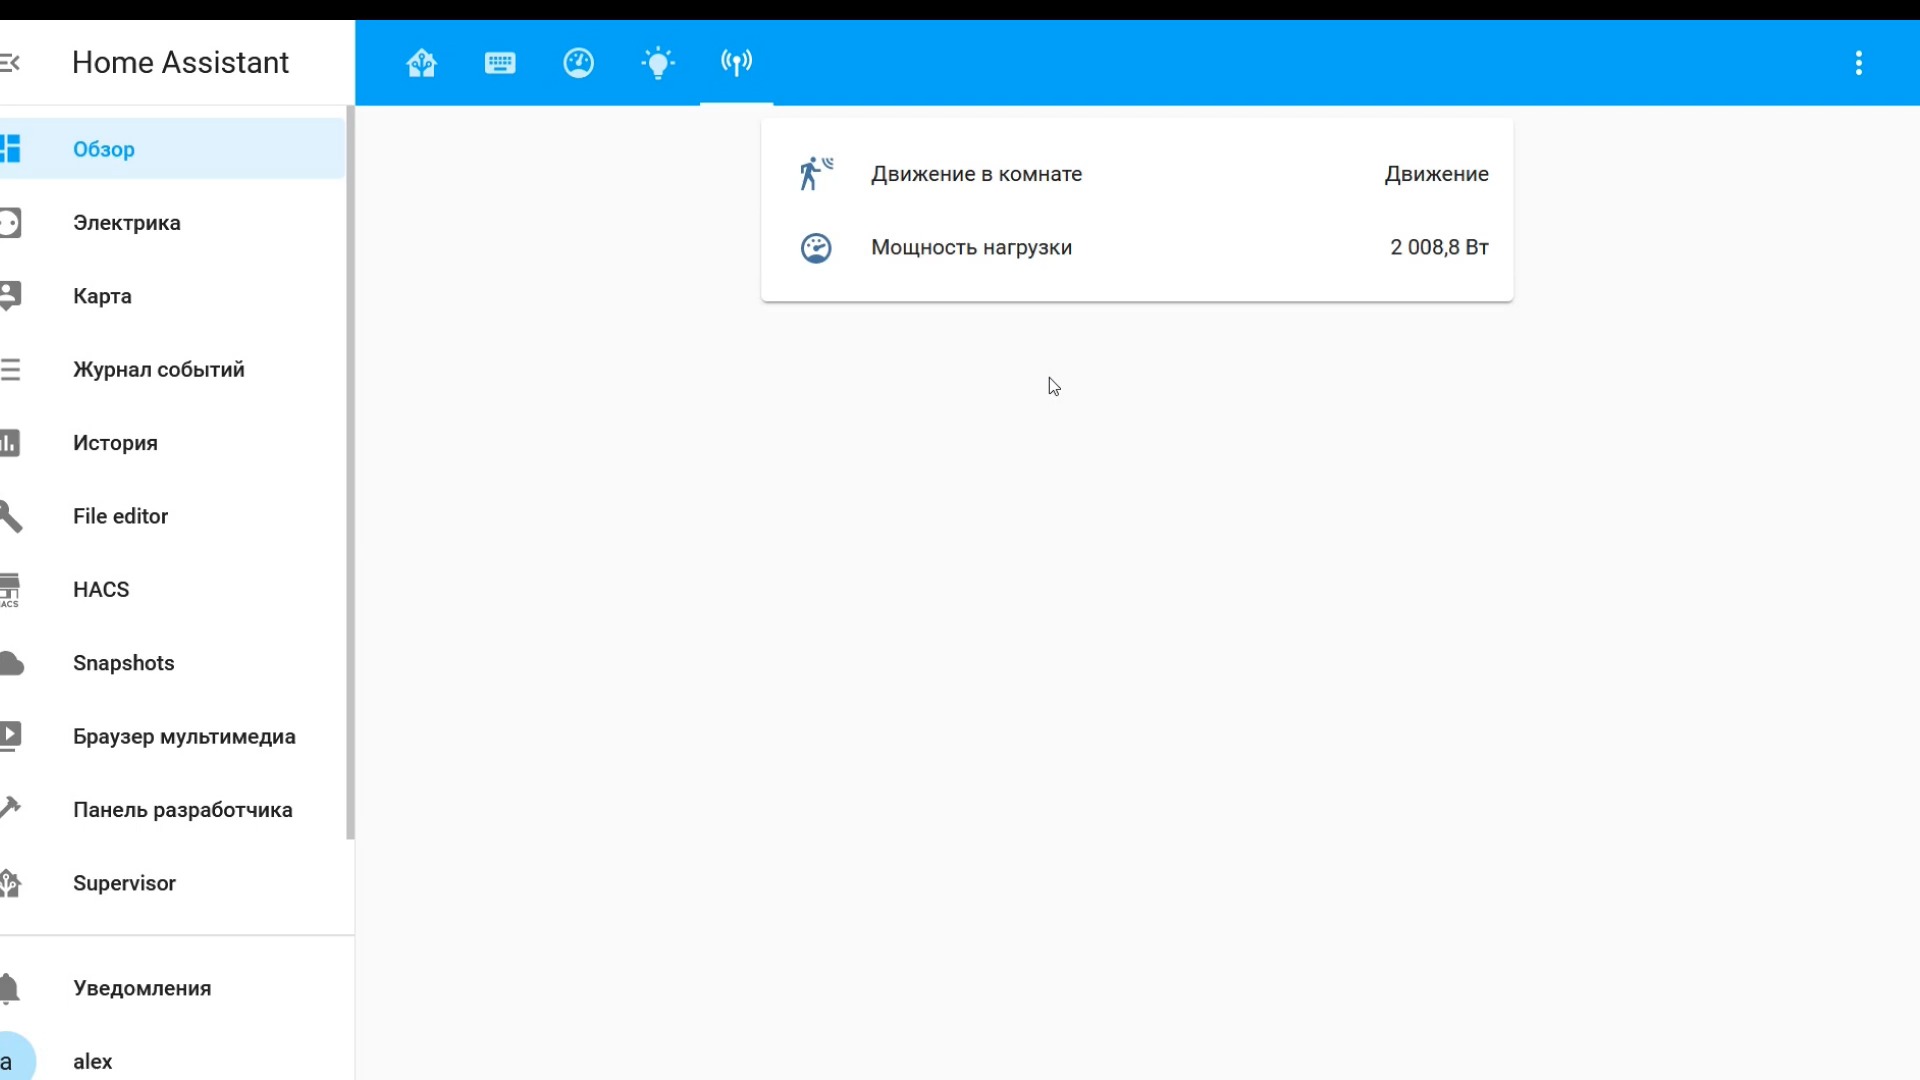 Home Assistant
Обзор
Электрика
Карта
Журнал событий
История
File editor
HACS
Snapshots
Браузер мультимедиа
Панель разработчика
Supervisor
Уведомления
a
alex
Движение в комнате Движение
Мощность нагрузки 2 008,8 Вт